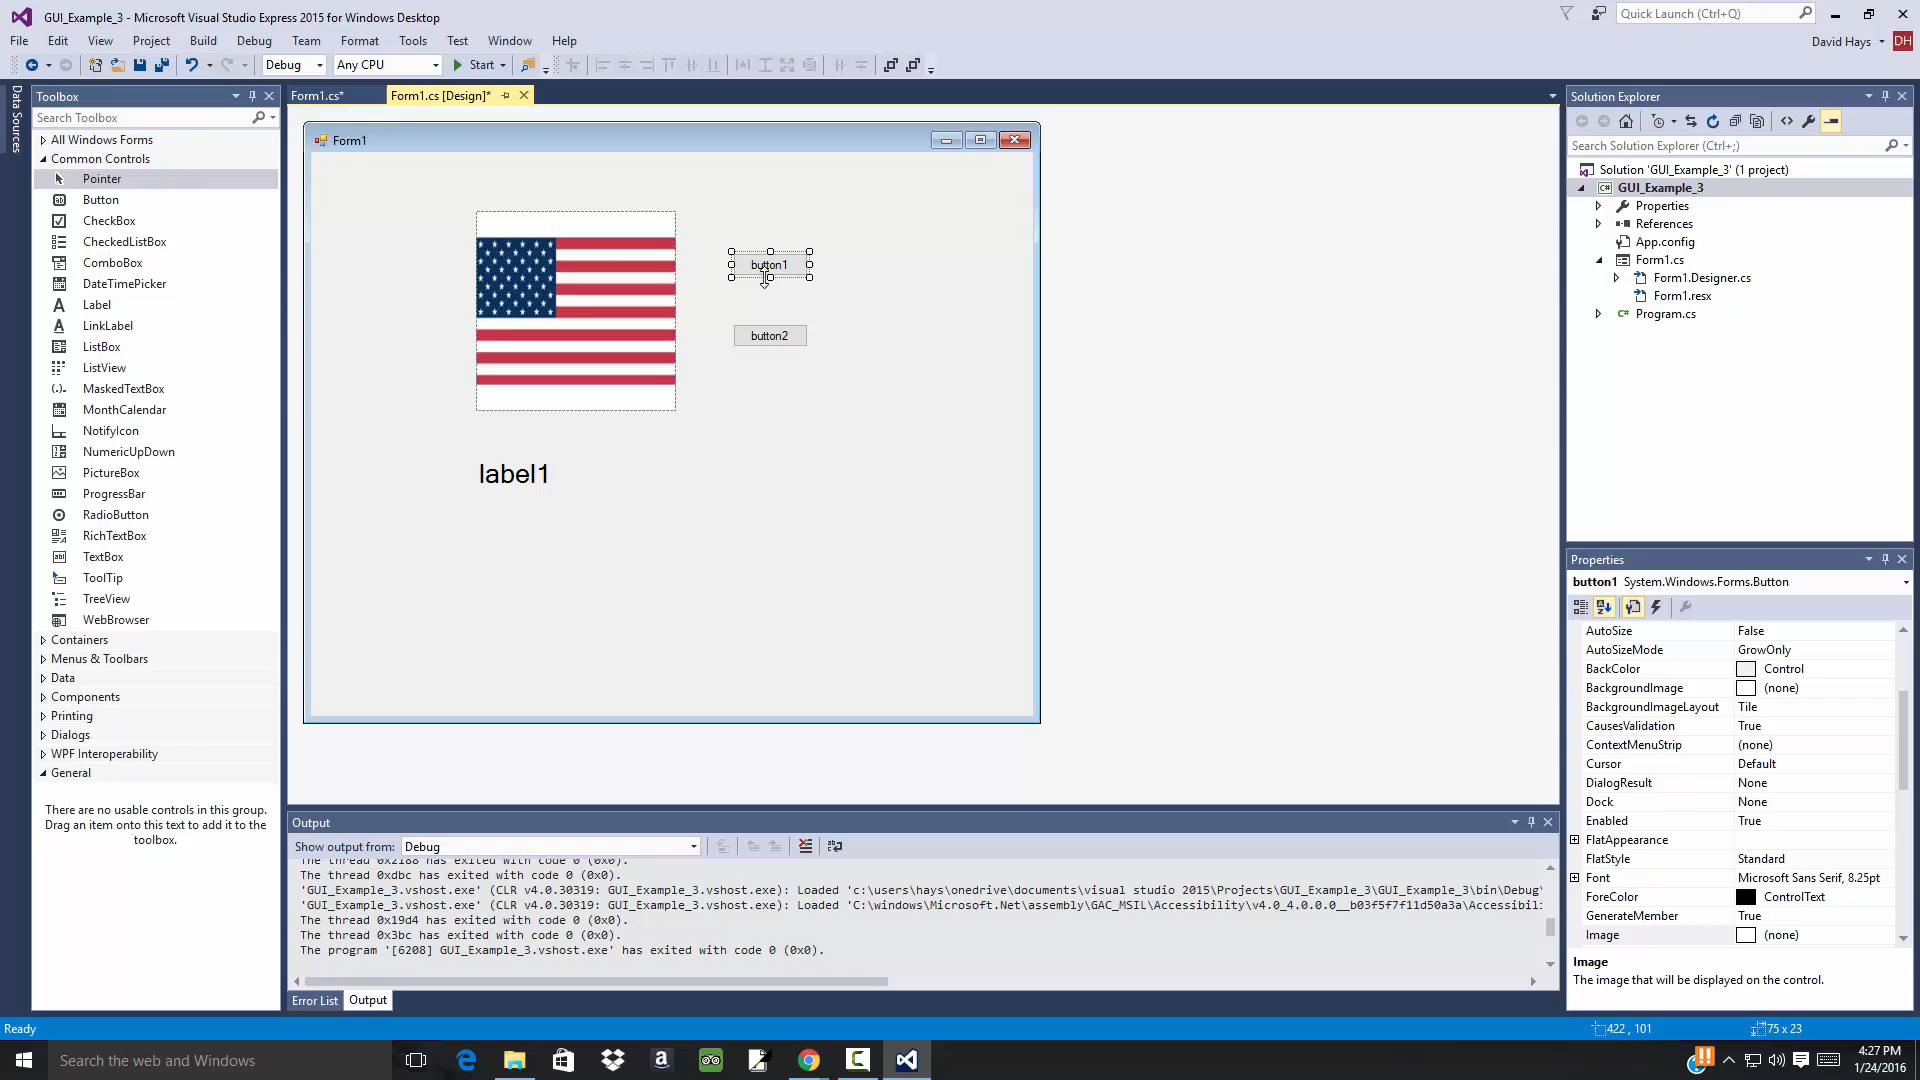 GUI_Example_3 - Microsoft Visual Studio Express 2015 for Windows Desktop
Quick Launch (Ctrl+Q)
File Edit View Project Build Debug Team Format Tools Test Window Help
David Hays DH
Debug Any CPU Start
Data Sources
Toolbox
Search Toolbox
All Windows Forms
Common Controls
Pointer
Button
CheckBox
CheckedListBox
ComboBox
DateTimePicker
Label
LinkLabel
ListBox
ListView
MaskedTextBox
MonthCalendar
NotifyIcon
NumericUpDown
PictureBox
ProgressBar
RadioButton
RichTextBox
TextBox
ToolTip
TreeView
WebBrowser
Containers
Menus & Toolbars
Data
Components
Printing
Dialogs
WPF Interoperability
General
There are no usable controls in this group.
Drag an item onto this text to add it to the
toolbox.
Form1.cs* Form1.cs [Design]*
Form1
button1
button2
label1
Output
Show output from: Debug
The thread 0x2188 has exited with code 0 (0x0).
The thread 0xdbc has exited with code 0 (0x0).
'GUI_Example_3.vshost.exe' (CLR v4.0.30319: GUI_Example_3.vshost.exe): Loaded 'c:\users\hays\onedrive\documents\visual studio 2015\Projects\GUI_Example_3\GUI_Example_3\bin\Debug\
'GUI_Example_3.vshost.exe' (CLR v4.0.30319: GUI_Example_3.vshost.exe): Loaded 'C:\windows\Microsoft.Net\assembly\GAC_MSIL\Accessibility\v4.0_4.0.0.0__b03f5f7f11d50a3a\Accessibili
The thread 0x19d4 has exited with code 0 (0x0).
The thread 0x3bc has exited with code 0 (0x0).
The program '[6208] GUI_Example_3.vshost.exe' has exited with code 0 (0x0).
Error List Output
Solution Explorer
Search Solution Explorer (Ctrl+;)
Solution 'GUI_Example_3' (1 project)
GUI_Example_3
Properties
References
App.config
Form1.cs
Form1.Designer.cs
Form1.resx
Program.cs
Properties
button1 System.Windows.Forms.Button
AutoSize False
AutoSizeMode GrowOnly
BackColor Control
BackgroundImage (none)
BackgroundImageLayout Tile
CausesValidation True
ContextMenuStrip (none)
Cursor Default
DialogResult None
Dock None
Enabled True
FlatAppearance
FlatStyle Standard
Font Microsoft Sans Serif, 8.25pt
ForeColor ControlText
GenerateMember True
Image (none)
Image
The image that will be displayed on the control.
Ready 422 , 101 75 x 23
Search the web and Windows
4:27 PM
1/24/2016